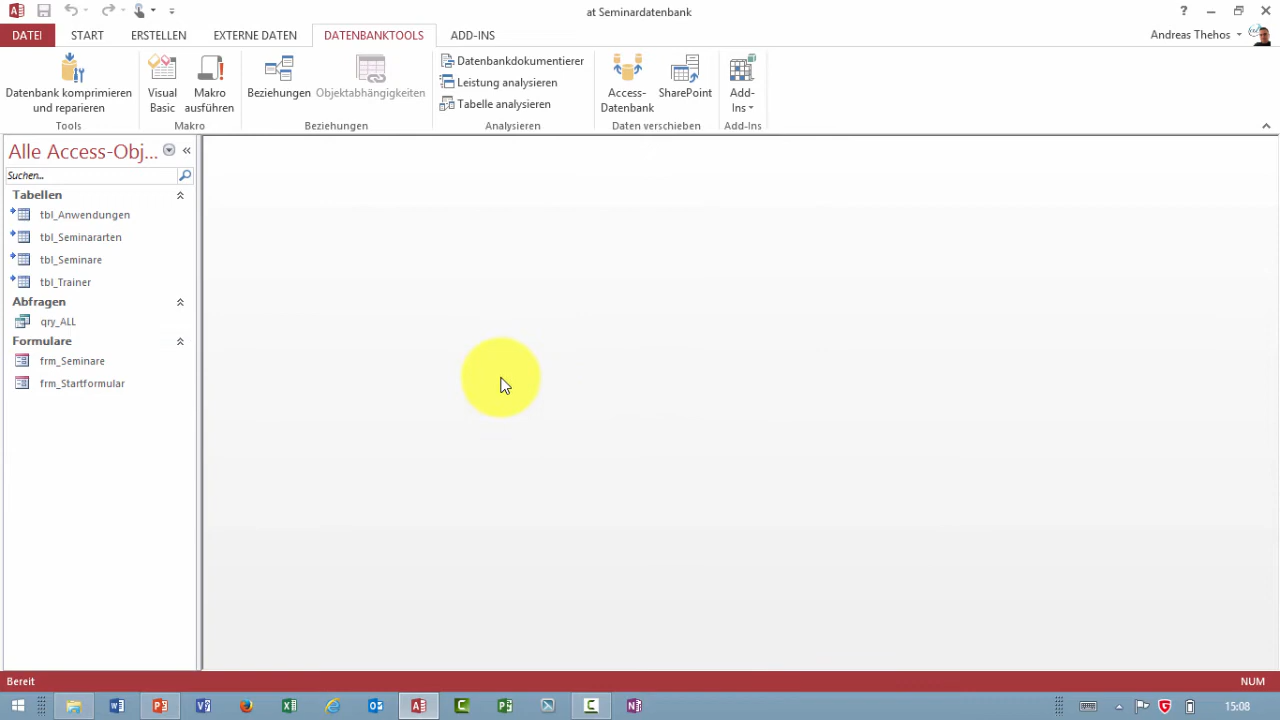 at Seminardatenbank
?
DATEI START ERSTELLEN EXTERNE DATEN DATENBANKTOOLS ADD-INS
Andreas Thehos
Datenbank komprimieren
und reparieren
Tools
Visual
Basic
Makro
ausführen
Makro
Beziehungen
Objektabhängigkeiten
Beziehungen
Datenbankdokumentierer
Leistung analysieren
Tabelle analysieren
Analysieren
Access-
Datenbank
SharePoint
Daten verschieben
Add-
Ins
Add-Ins
Alle Access-Obj...
Suchen...
Tabellen
tbl_Anwendungen
tbl_Seminararten
tbl_Seminare
tbl_Trainer
Abfragen
qry_ALL
Formulare
frm_Seminare
frm_Startformular
Bereit
NUM
15:08